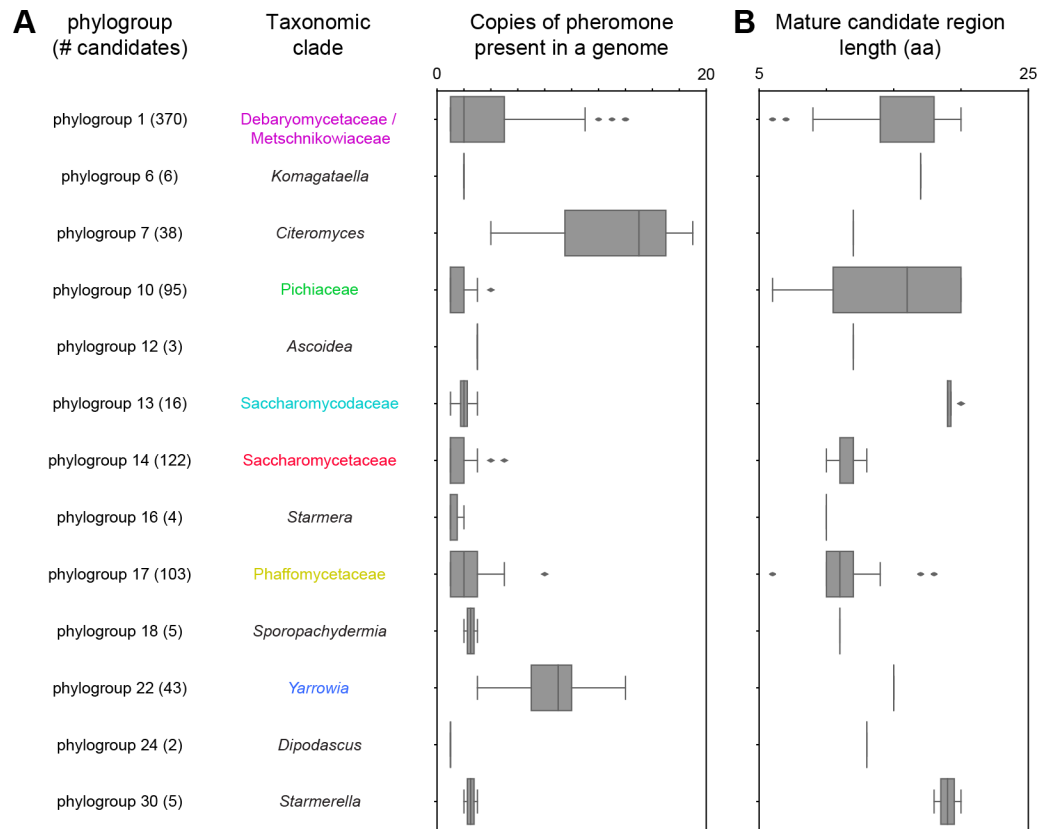 A
phylogroup
(# candidates)
Taxonomic
clade
Copies of pheromone
present in a genome
B
Mature candidate region
length (aa)
0
20
5
25
phylogroup 1 (370)
Debaryomycetaceae /
Metschnikowiaceae
phylogroup 6 (6)
Komagataella
phylogroup 7 (38)
Citeromyces
phylogroup 10 (95)
Pichiaceae
phylogroup 12 (3)
Ascoidea
phylogroup 13 (16)
Saccharomycodaceae
phylogroup 14 (122)
Saccharomycetaceae
phylogroup 16 (4)
Starmera
phylogroup 17 (103)
Phaffomycetaceae
phylogroup 18 (5)
Sporopachydermia
phylogroup 22 (43)
Yarrowia
phylogroup 24 (2)
Dipodascus
phylogroup 30 (5)
Starmerella